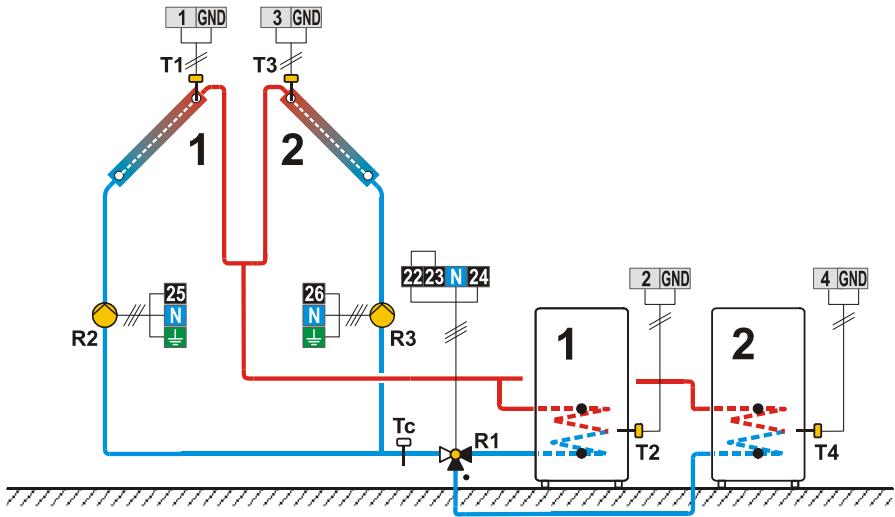 1 GND
3 GND
T1
T3
1
2
22 23 N 24
2 GND
4 GND
25
N
26
N
R2
R3
1
2
Tc
R1
T2
T4